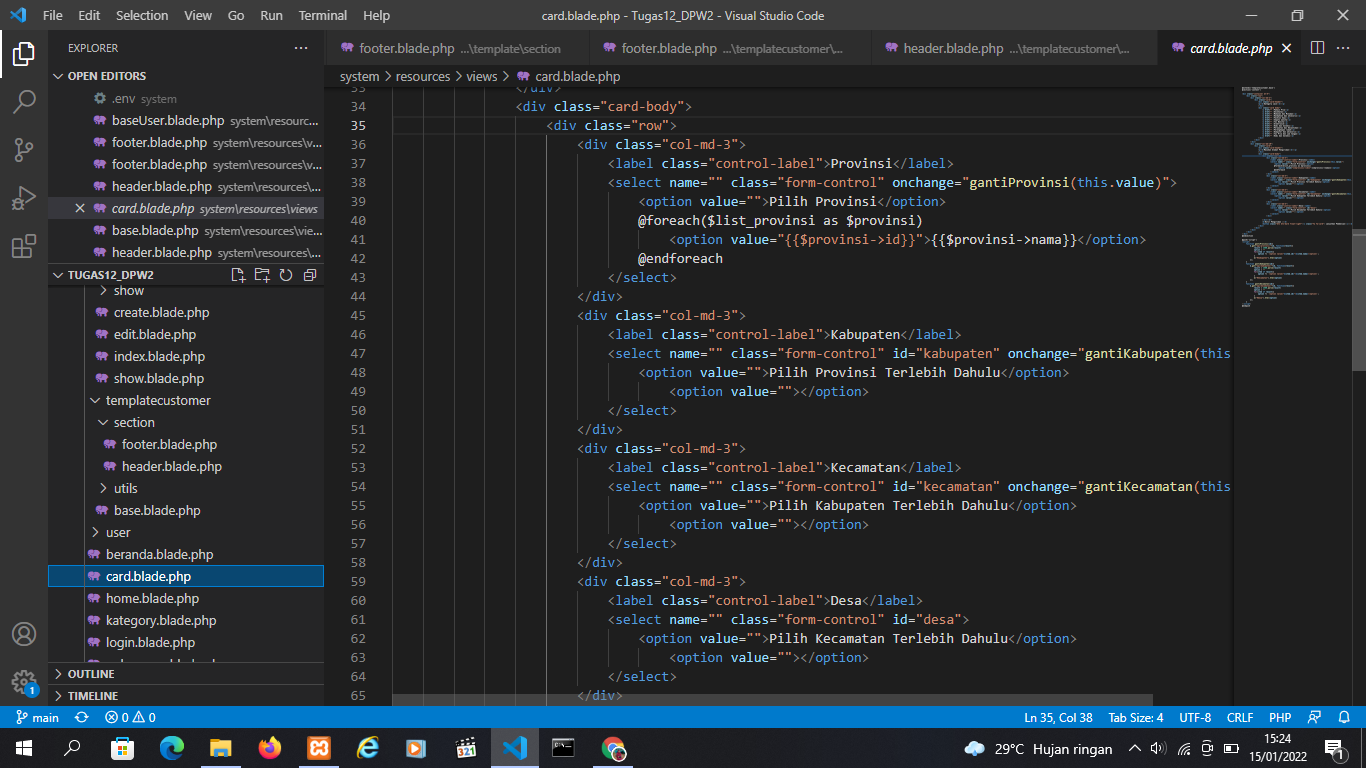 File Edit Selection View Go Run Terminal Help card.blade.php - Tugas12_DPW2 - Visual Studio Code
EXPLORER
OPEN EDITORS
.env system
baseUser.blade.php system\resourc...
footer.blade.php system\resources\v...
footer.blade.php system\resources\v...
header.blade.php system\resources\...
card.blade.php system\resources\views
base.blade.php system\resources\vie...
header.blade.php system\resources\...
TUGAS12_DPW2
show
create.blade.php
edit.blade.php
index.blade.php
show.blade.php
templatecustomer
section
footer.blade.php
header.blade.php
utils
base.blade.php
user
beranda.blade.php
card.blade.php
home.blade.php
kategory.blade.php
login.blade.php
OUTLINE
TIMELINE
footer.blade.php ...\template\section footer.blade.php ...\templatecustomer\... header.blade.php ...\templatecustomer\... card.blade.php
system > resources > views > card.blade.php
33 </div>
34 <div class="card-body">
35 <div class="row">
36 <div class="col-md-3">
37 <label class="control-label">Provinsi</label>
38 <select name="" class="form-control" onchange="gantiProvinsi(this.value)">
39 <option value="">Pilih Provinsi</option>
40 @foreach($list_provinsi as $provinsi)
41 <option value="{{$provinsi->id}}">{{$provinsi->nama}}</option>
42 @endforeach
43 </select>
44 </div>
45 <div class="col-md-3">
46 <label class="control-label">Kabupaten</label>
47 <select name="" class="form-control" id="kabupaten" onchange="gantiKabupaten(this
48 <option value="">Pilih Provinsi Terlebih Dahulu</option>
49 <option value=""></option>
50 </select>
51 </div>
52 <div class="col-md-3">
53 <label class="control-label">Kecamatan</label>
54 <select name="" class="form-control" id="kecamatan" onchange="gantiKecamatan(this
55 <option value="">Pilih Kabupaten Terlebih Dahulu</option>
56 <option value=""></option>
57 </select>
58 </div>
59 <div class="col-md-3">
60 <label class="control-label">Desa</label>
61 <select name="" class="form-control" id="desa">
62 <option value="">Pilih Kecamatan Terlebih Dahulu</option>
63 <option value=""></option>
64 </select>
65 </div>
1
main 0 0 Ln 35, Col 38 Tab Size: 4 UTF-8 CRLF PHP
321 29°C Hujan ringan 15:24
15/01/2022 1